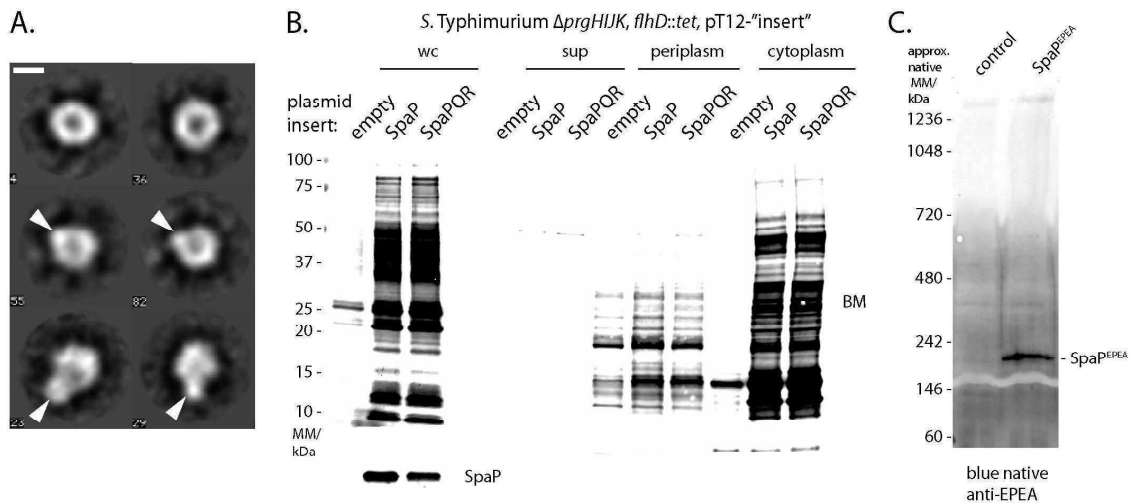 A.
4
36
55
82
23
29
B.
S. Typhimurium ΔprgHIJK, flhD::tet, pT12-"insert"
wc
sup
periplasm
cytoplasm
plasmid
insert:
empty
SpaP
SpaPQR
empty
SpaP
SpaPQR
empty
SpaP
SpaPQR
empty
SpaP
SpaPQR
100
75
50
37
25
20
15
10
MM/
kDa
BM
SpaP
C.
approx.
native
MM/
kDa
control
SpaPᴱᴾᴱᴬ
1236
1048
720
480
242
146
60
SpaPᴱᴾᴱᴬ
blue native
anti-EPEA